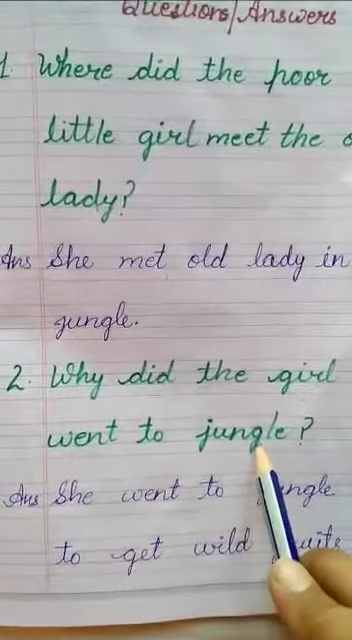 Questions/Answers
1. Where did the poor
little girl meet the
lady?
Ans She met old lady in
jungle.
2. Why did the girl
went to jungle?
Ans She went to jungle
to get wild